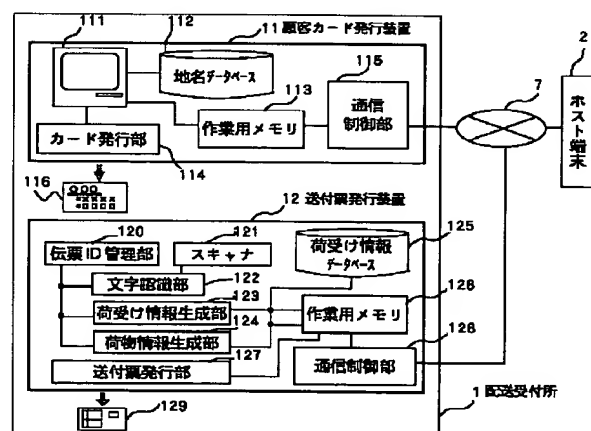 111
112
11 顧客カード発行装置
地名データベース
113
115
作業用メモリ
通信制御部
カード発行部
114
116
7
2
ホスト端末
12 送付票発行装置
120
121
125
伝票ID管理部
スキャナ
荷受け情報データベース
122
文字認識部
123
荷受け情報生成部
124
荷物情報生成部
126
作業用メモリ
127
送付票発行部
128
通信制御部
129
1 配送受付所